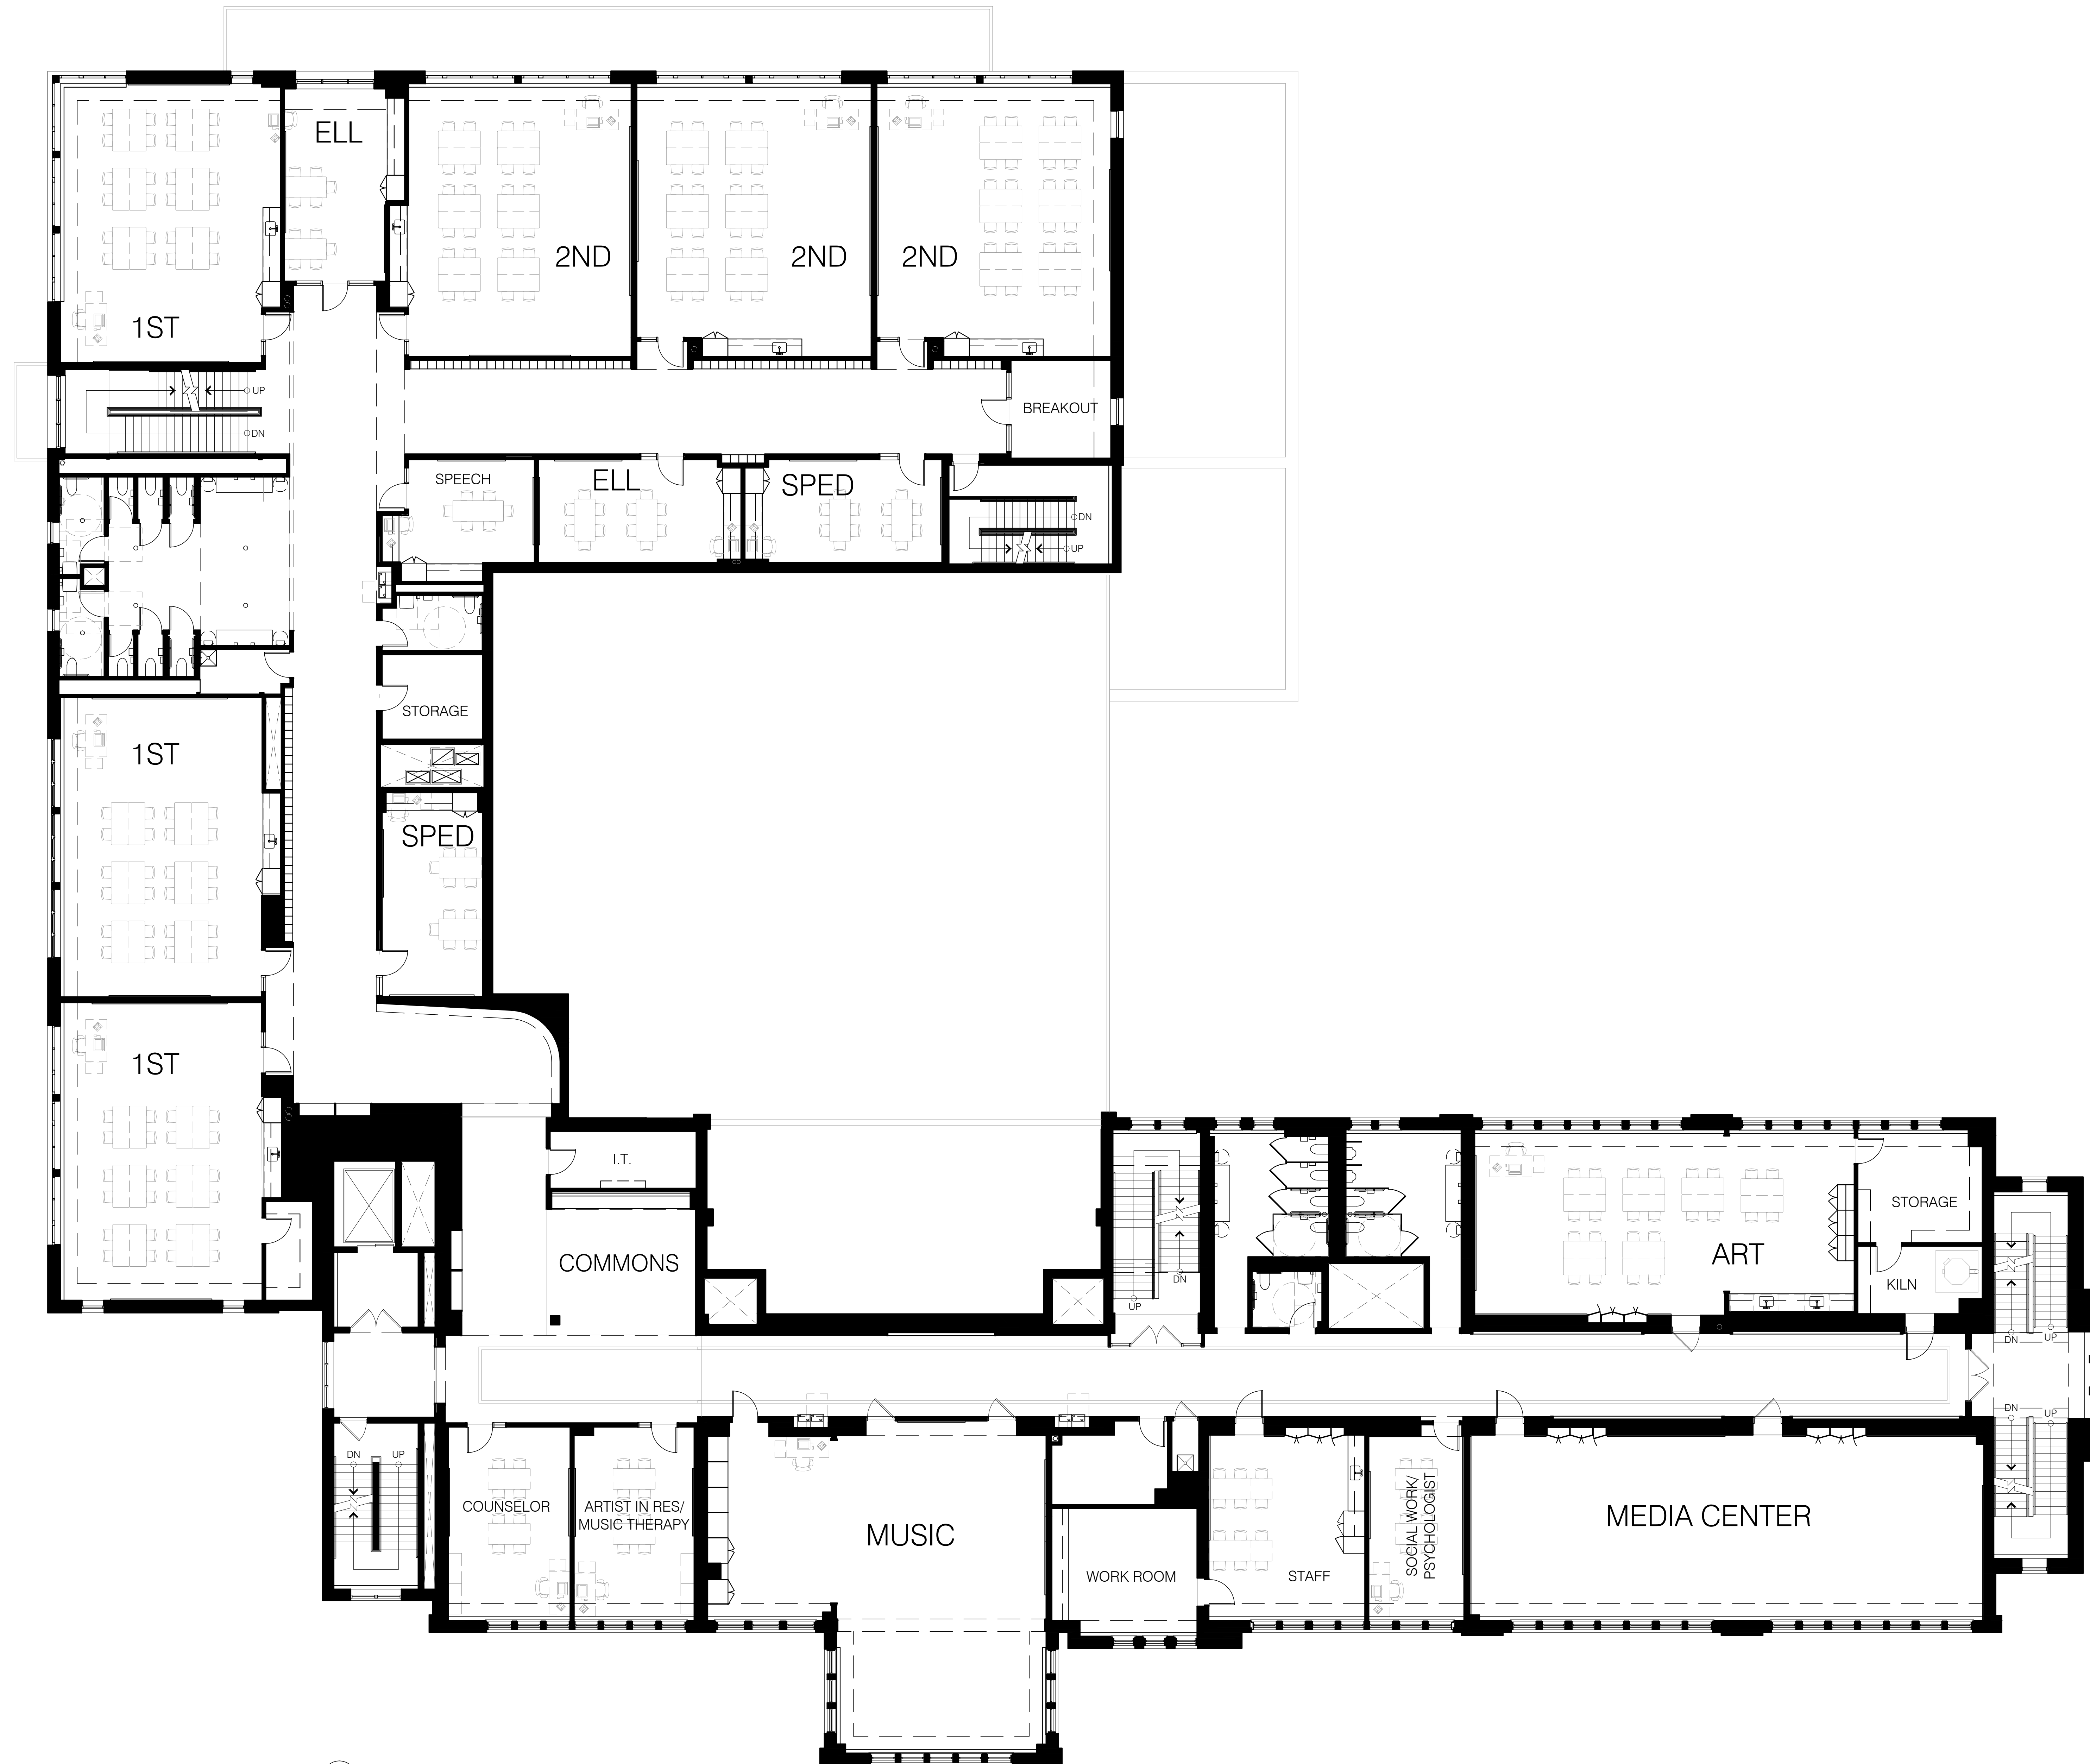 ELL
2ND
2ND
2ND
1ST
UP
DN
BREAKOUT
SPEECH
ELL
SPED
DN
UP
STORAGE
1ST
SPED
1ST
I.T.
COMMONS
DN
UP
STORAGE
ART
KILN
DN
UP
DN
UP
DN
UP
COUNSELOR
ARTIST IN RES/
MUSIC THERAPY
MUSIC
WORK ROOM
STAFF
SOCIAL WORK/
PSYCHOLOGIST
MEDIA CENTER